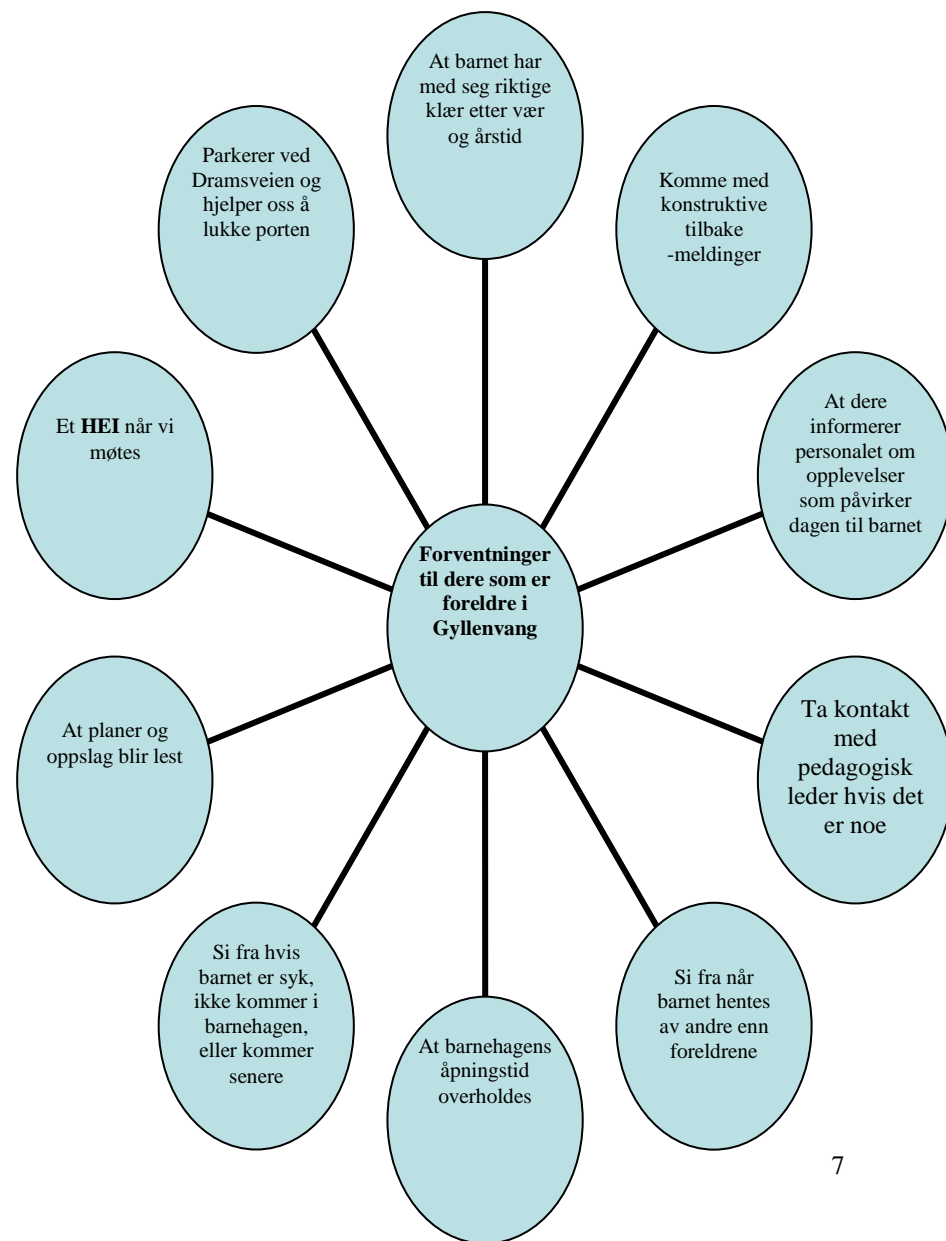 At barnet har
med seg riktige
klær etter vær
og årstid
Komme med
konstruktive
tilbake
-meldinger
At dere
informerer
personalet om
opplevelser
som påvirker
dagen til barnet
Ta kontakt
med
pedagogisk
leder hvis det
er noe
Si fra når
barnet hentes
av andre enn
foreldrene
At barnehagens
åpningstid
overholdes
Si fra hvis
barnet er syk,
ikke kommer i
barnehagen,
eller kommer
senere
At planer og
oppslag blir lest
Et HEI når vi
møtes
Parkerer ved
Dramsveien og
hjelper oss å
lukke porten
Forventninger
til dere som er
foreldre i
Gyllenvang
7